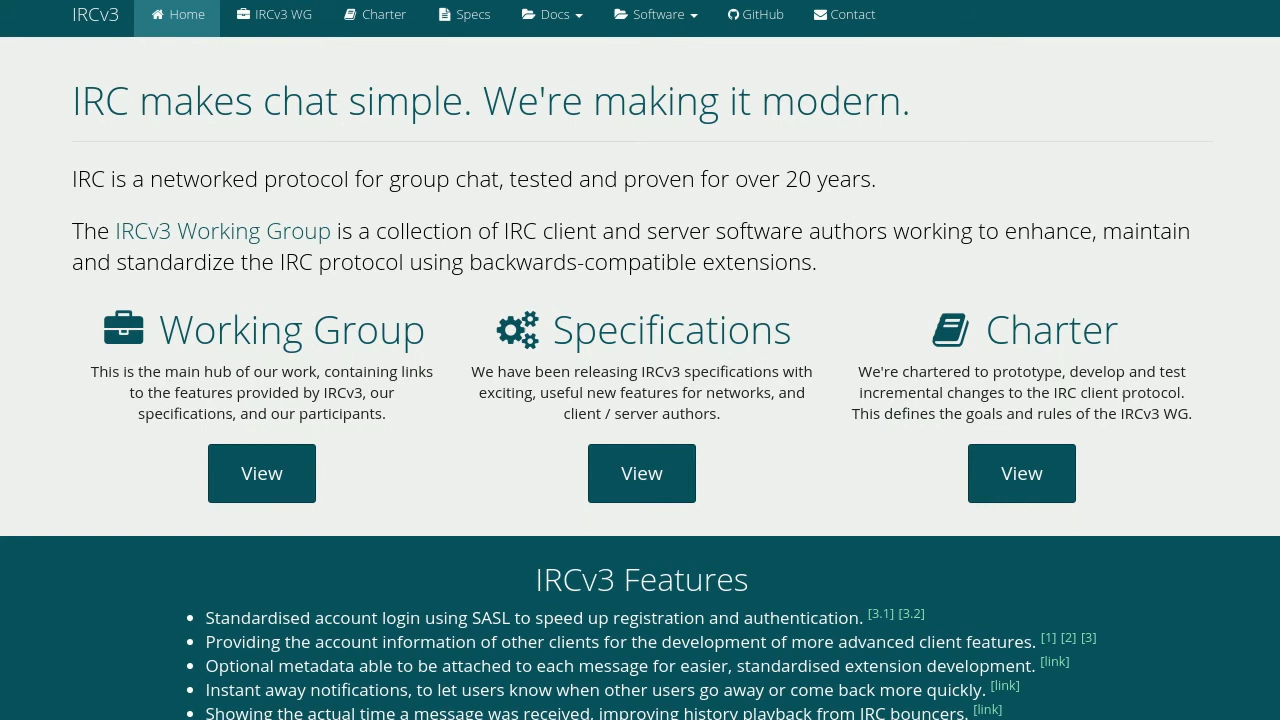 IRCv3 Home IRCv3 WG Charter Specs Docs Software GitHub Contact
IRC makes chat simple. We're making it modern.
IRC is a networked protocol for group chat, tested and proven for over 20 years.
The IRCv3 Working Group is a collection of IRC client and server software authors working to enhance, maintain
and standardize the IRC protocol using backwards-compatible extensions.
Working Group
This is the main hub of our work, containing links
to the features provided by IRCv3, our
specifications, and our participants.
View
Specifications
We have been releasing IRCv3 specifications with
exciting, useful new features for networks, and
client / server authors.
View
Charter
We're chartered to prototype, develop and test
incremental changes to the IRC client protocol.
This defines the goals and rules of the IRCv3 WG.
View
IRCv3 Features
• Standardised account login using SASL to speed up registration and authentication. [3.1] [3.2]
• Providing the account information of other clients for the development of more advanced client features. [1] [2] [3]
• Optional metadata able to be attached to each message for easier, standardised extension development. [link]
• Instant away notifications, to let users know when other users go away or come back more quickly. [link]
• Showing the actual time a message was received, improving history playback from IRC bouncers. [link]